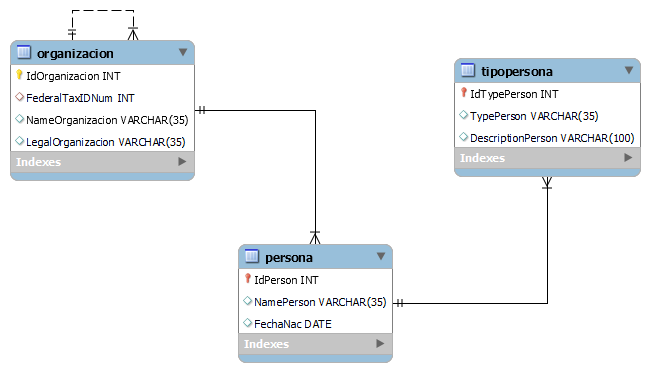 organizacion
IdOrganizacion INT
FederalTaxIDNum INT
NameOrganizacion VARCHAR(35)
LegalOrganizacion VARCHAR(35)
Indexes
tipopersona
IdTypePerson INT
TypePerson VARCHAR(35)
DescriptionPerson VARCHAR(100)
Indexes
persona
IdPerson INT
NamePerson VARCHAR(35)
FechaNac DATE
Indexes